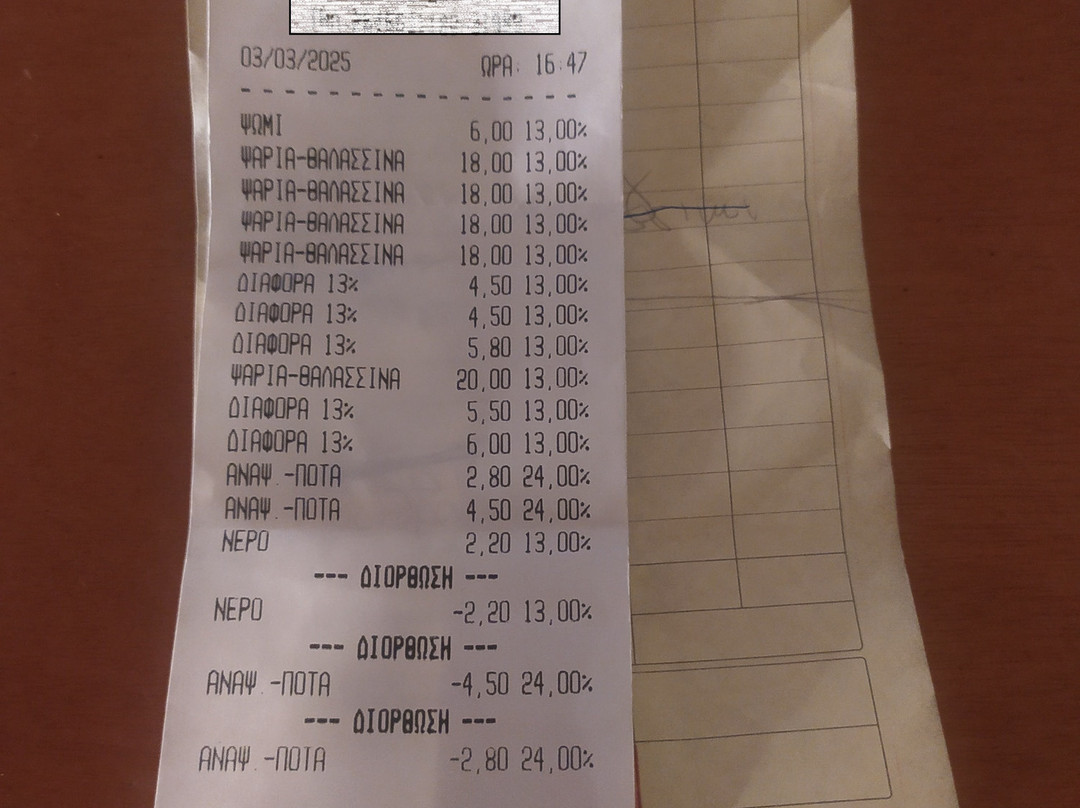 03/03/2025 ΩΡΑ: 16:47
- - - - - - - - - - - - - - - - -
ΨΩΜΙ 6,00 13,00%
ΨΑΡΙΑ-ΘΑΛΑΣΣΙΝΑ 18,00 13,00%
ΨΑΡΙΑ-ΘΑΛΑΣΣΙΝΑ 18,00 13,00%
ΨΑΡΙΑ-ΘΑΛΑΣΣΙΝΑ 18,00 13,00%
ΨΑΡΙΑ-ΘΑΛΑΣΣΙΝΑ 18,00 13,00%
ΔΙΑΦΟΡΑ 13% 4,50 13,00%
ΔΙΑΦΟΡΑ 13% 4,50 13,00%
ΔΙΑΦΟΡΑ 13% 5,80 13,00%
ΨΑΡΙΑ-ΘΑΛΑΣΣΙΝΑ 20,00 13,00%
ΔΙΑΦΟΡΑ 13% 5,50 13,00%
ΔΙΑΦΟΡΑ 13% 6,00 13,00%
ΑΝΑΨ.-ΠΟΤΑ 2,80 24,00%
ΑΝΑΨ.-ΠΟΤΑ 4,50 24,00%
ΝΕΡΟ 2,20 13,00%
--- ΔΙΟΡΘΩΣΗ ---
ΝΕΡΟ -2,20 13,00%
--- ΔΙΟΡΘΩΣΗ ---
ΑΝΑΨ.-ΠΟΤΑ -4,50 24,00%
--- ΔΙΟΡΘΩΣΗ ---
ΑΝΑΨ.-ΠΟΤΑ -2,80 24,00%